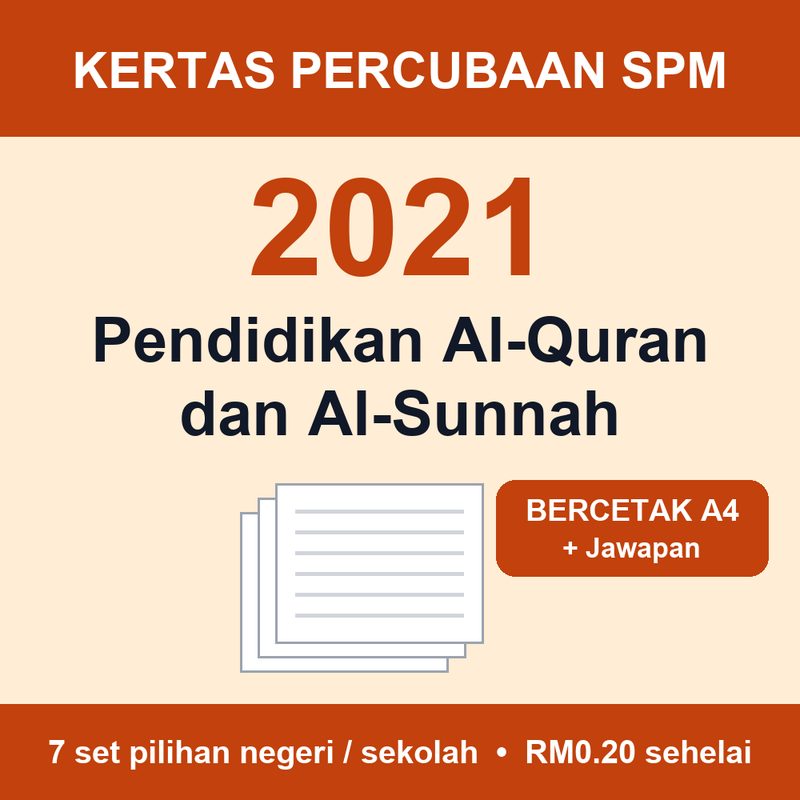 KERTAS PERCUBAAN SPM
2021
Pendidikan Al-Quran
dan Al-Sunnah
BERCETAK A4
+ Jawapan
7 set pilihan negeri / sekolah • RM0.20 sehelai